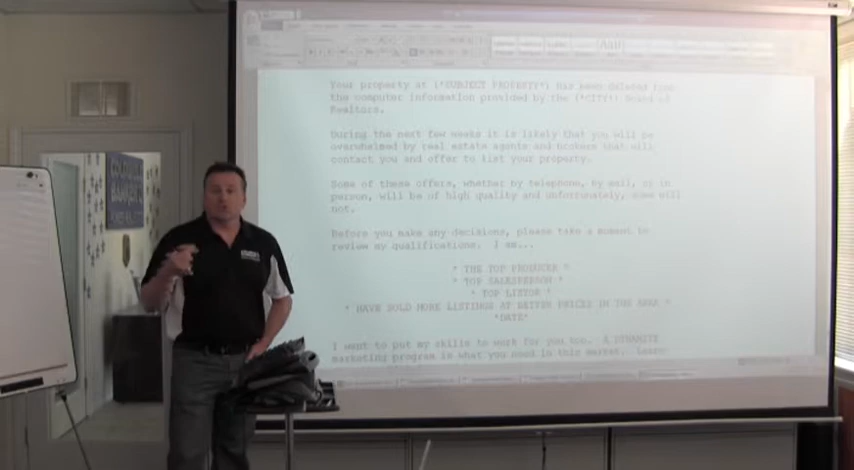 Your property at (*SUBJECT PROPERTY*) has been deleted from
the computer information provided by the (*CITY*) Board of
Realtors.
During the next few weeks it is likely that you will be
overwhelmed by real estate agents and brokers that will
contact you and offer to list your property.
Some of these offers, whether by telephone, by mail, or in
person, will be of high quality and unfortunately, some will
not.
Before you make any decisions, please take a moment to
review my qualifications. I am...
* THE TOP PRODUCER *
* TOP SALESPERSON *
* TOP LISTOR *
* HAVE SOLD MORE LISTINGS AT BETTER PRICES IN THE AREA *
*DATE*
I want to put my skills to work for you too. A DYNAMITE
marketing program is what you need in this market. Learn
COLDWELL
BANKER